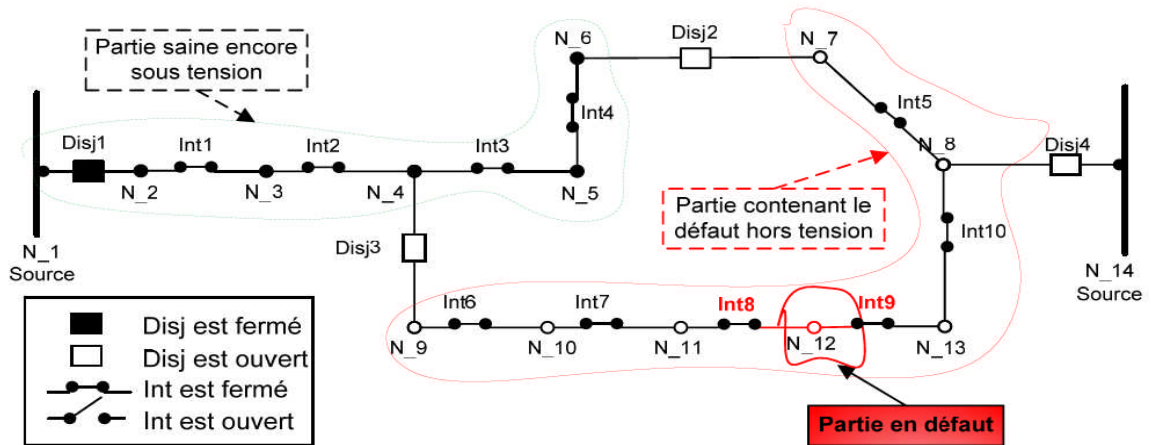 Partie saine encore
sous tension
N_6
Disj2
N_7
Int4
Int5
Disj1
Int1
Int2
Int3
N_8
Disj4
N_2
N_3
N_4
N_5
Partie contenant le
défaut hors tension
Int10
N_1
Source
Disj3
N_14
Source
Int6
Int7
Int8
Int9
N_9
N_10
N_11
N_12
N_13
Disj est fermé
Disj est ouvert
Int est fermé
Int est ouvert
Partie en défaut